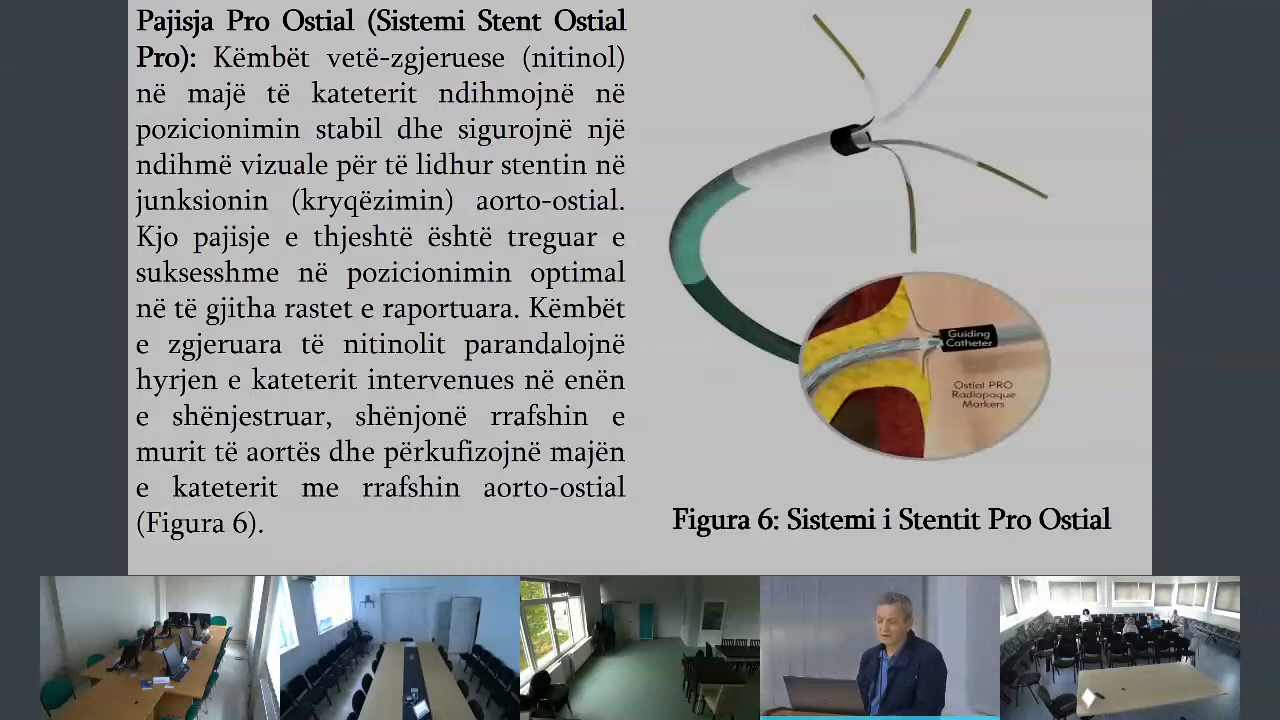 Pajisja Pro Ostial (Sistemi Stent Ostial
Pro): Këmbët vetë-zgjeruese (nitinol)
në majë të kateterit ndihmojnë në
pozicionimin stabil dhe sigurojnë një
ndihmë vizuale për të lidhur stentin në
junksionin (kryqëzimin) aorto-ostial.
Kjo pajisje e thjeshtë është treguar e
suksesshme në pozicionimin optimal
në të gjitha rastet e raportuara. Këmbët
e zgjeruara të nitinolit parandalojnë
hyrjen e kateterit intervenues në enën
e shënjestruar, shënjonë rrafshin e
murit të aortës dhe përkufizojnë majën
e kateterit me rrafshin aorto-ostial
(Figura 6).
Guiding
Catheter
Ostial PRO
Radiopaque
Markers
Figura 6: Sistemi i Stentit Pro Ostial